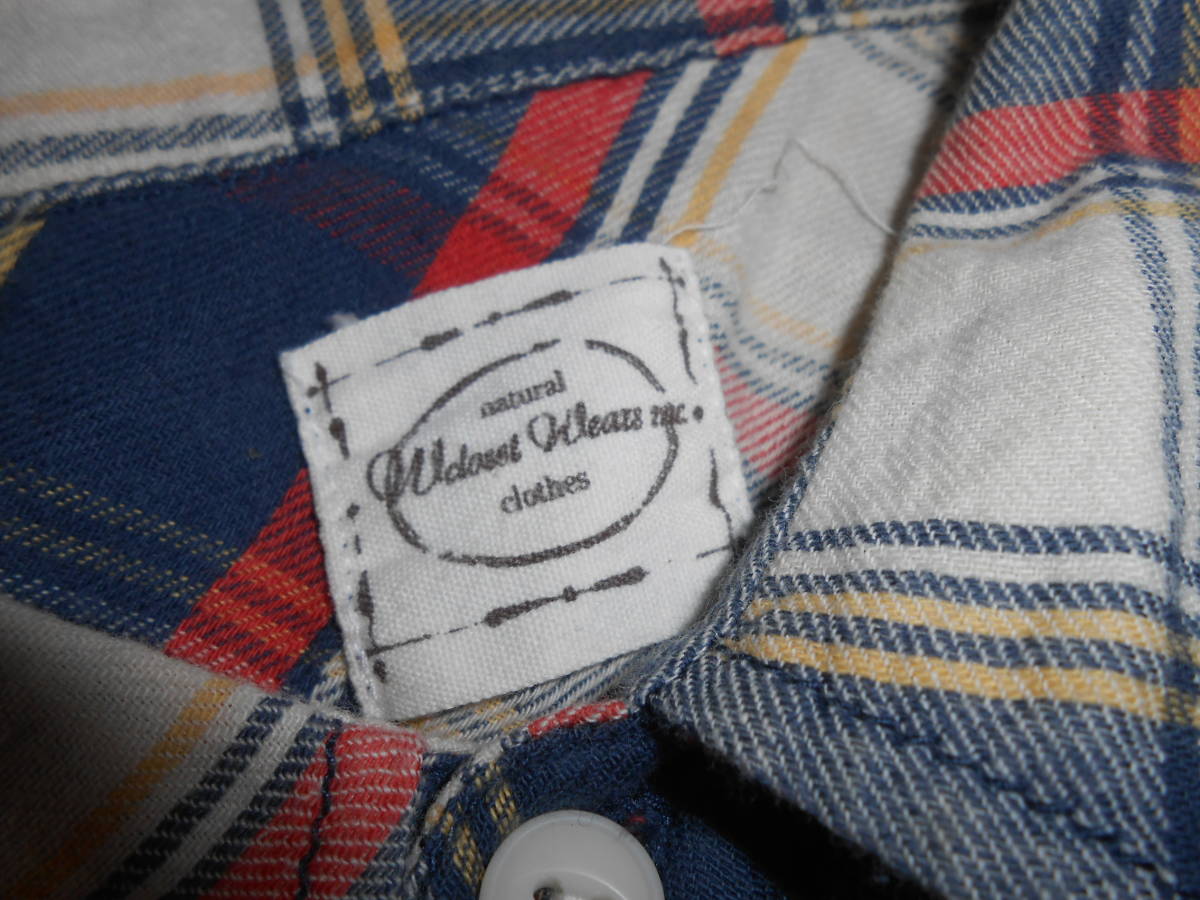 natural
Wcloset Wears inc.
clothes